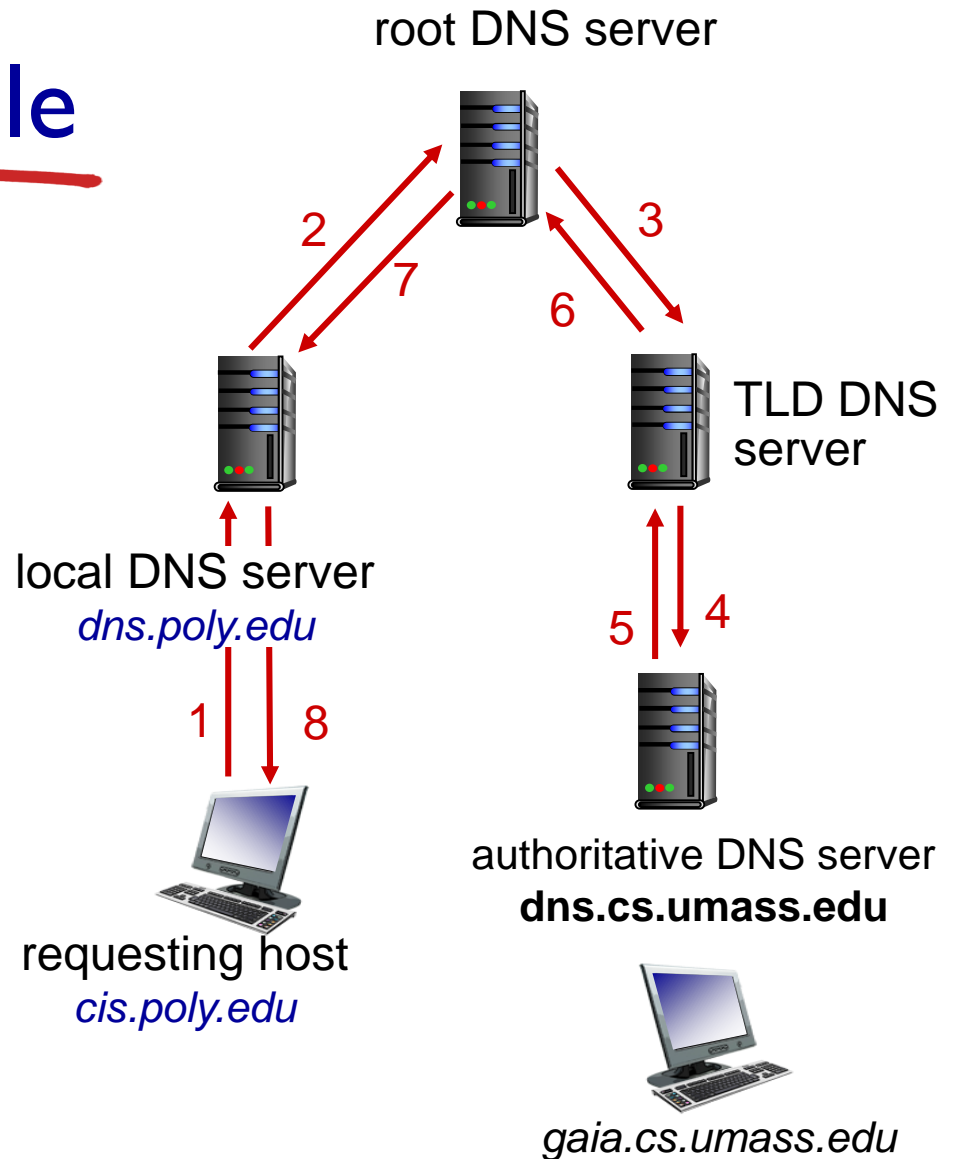 root DNS server
le
2
3
7
6
TLD DNS
server
local DNS server
dns.poly.edu
5
4
1
8
authoritative DNS server
dns.cs.umass.edu
requesting host
cis.poly.edu
gaia.cs.umass.edu